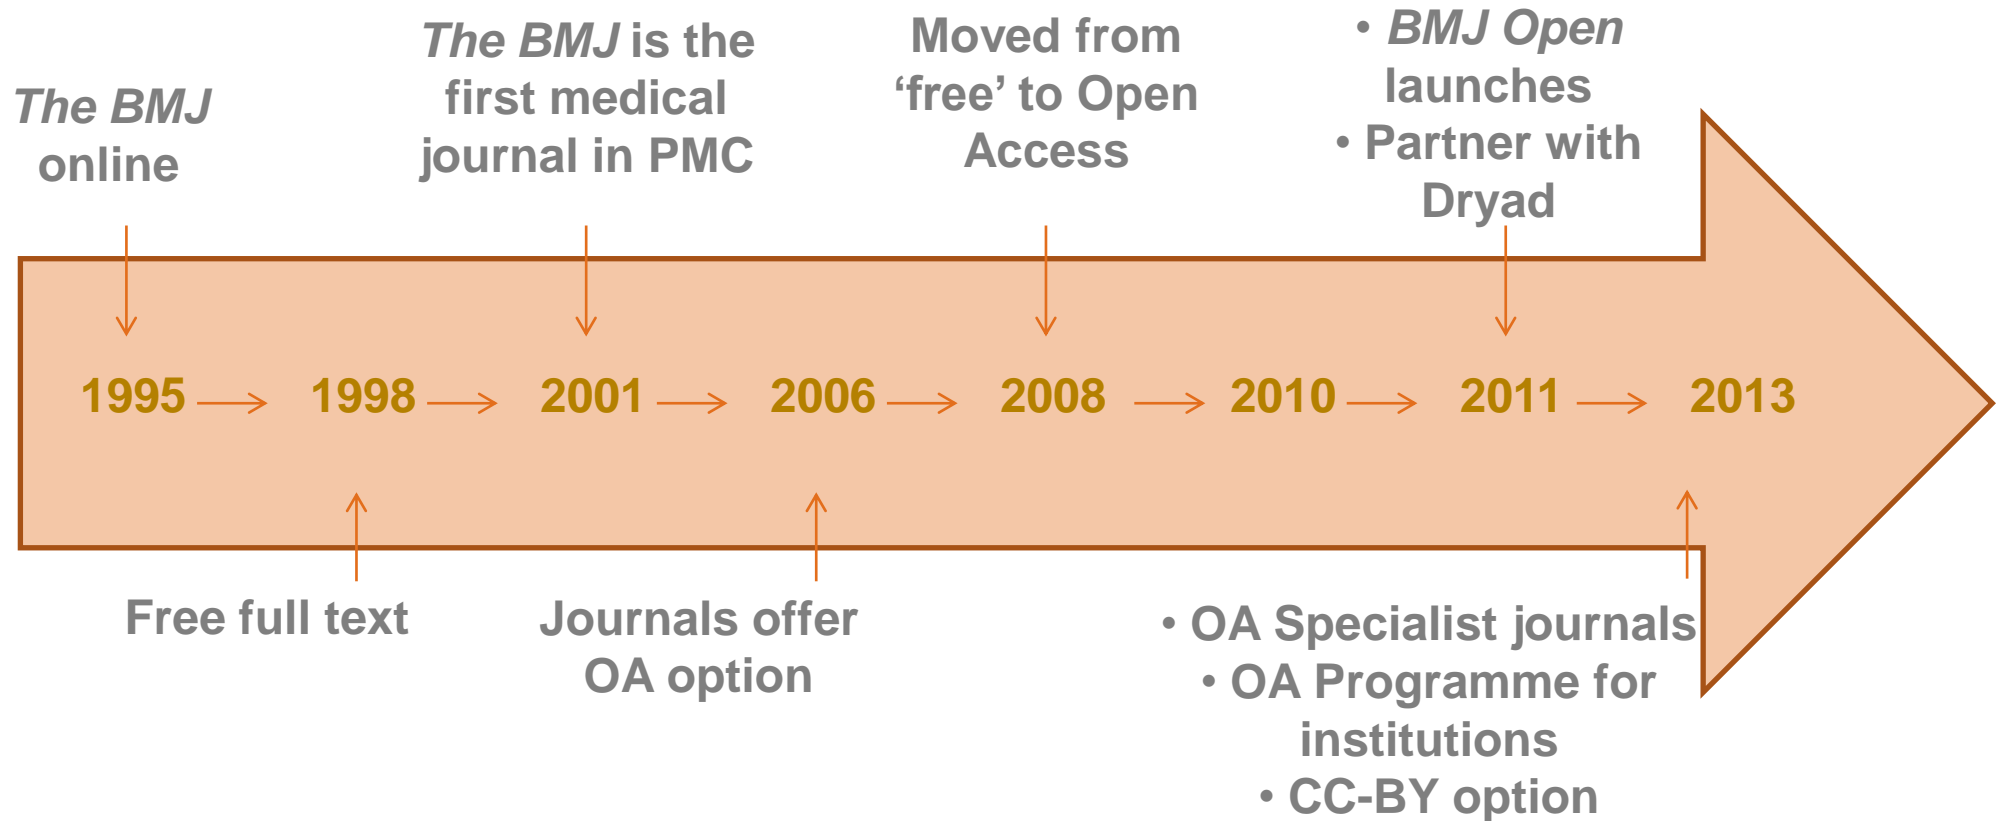 The BMJ
online
The BMJ is the
first medical
journal in PMC
Moved from
‘free’ to Open
Access
• BMJ Open
launches
• Partner with
Dryad
1995
1998
2001
2006
2008
2010
2011
2013
Free full text
Journals offer
OA option
• OA Specialist journals
• OA Programme for
institutions
• CC-BY option